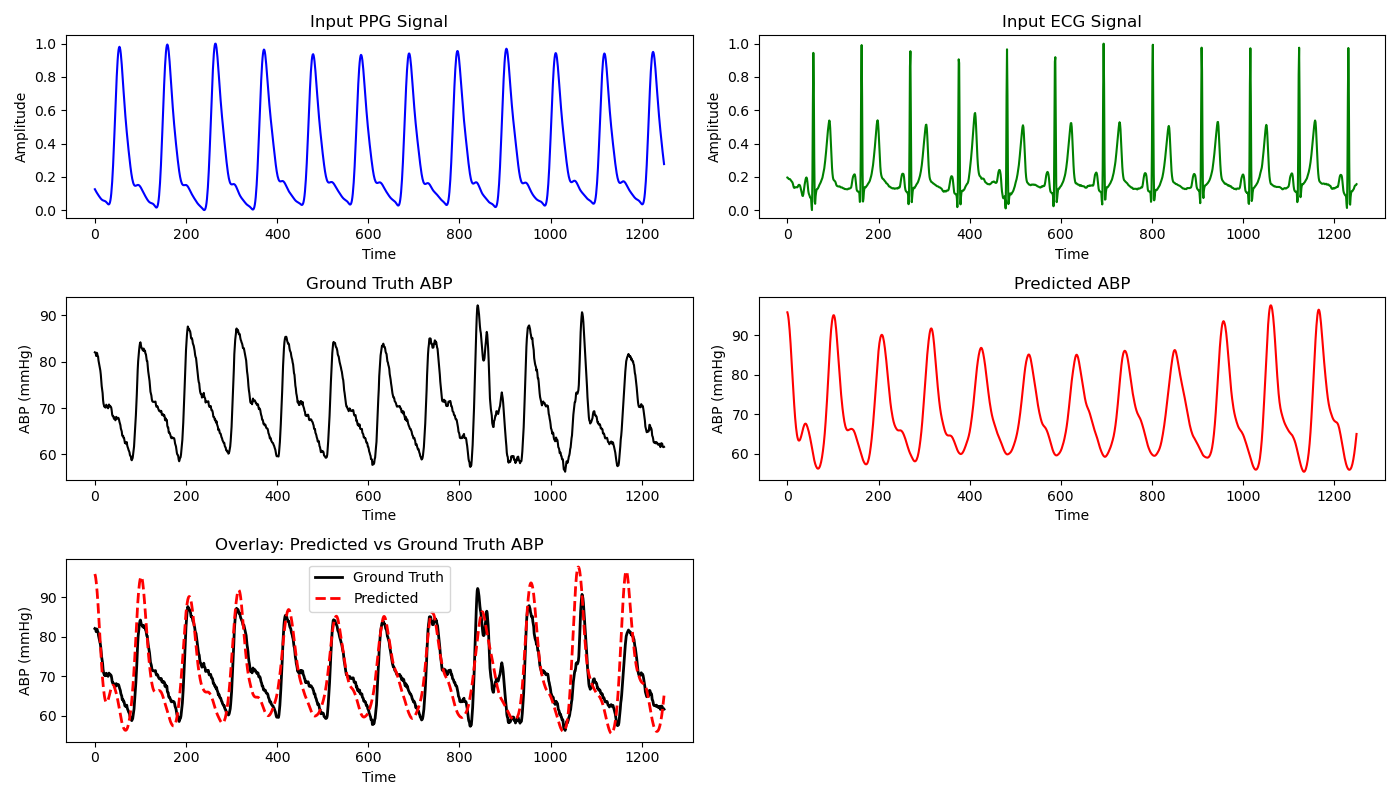 Input PPG Signal
Amplitude
1.0
0.8
0.6
0.4
0.2
0.0
0 200 400 600 800 1000 1200
Time
Input ECG Signal
Amplitude
1.0
0.8
0.6
0.4
0.2
0.0
0 200 400 600 800 1000 1200
Time
Ground Truth ABP
ABP (mmHg)
90
80
70
60
0 200 400 600 800 1000 1200
Time
Predicted ABP
ABP (mmHg)
90
80
70
60
0 200 400 600 800 1000 1200
Time
Overlay: Predicted vs Ground Truth ABP
Ground Truth
Predicted
ABP (mmHg)
90
80
70
60
0 200 400 600 800 1000 1200
Time